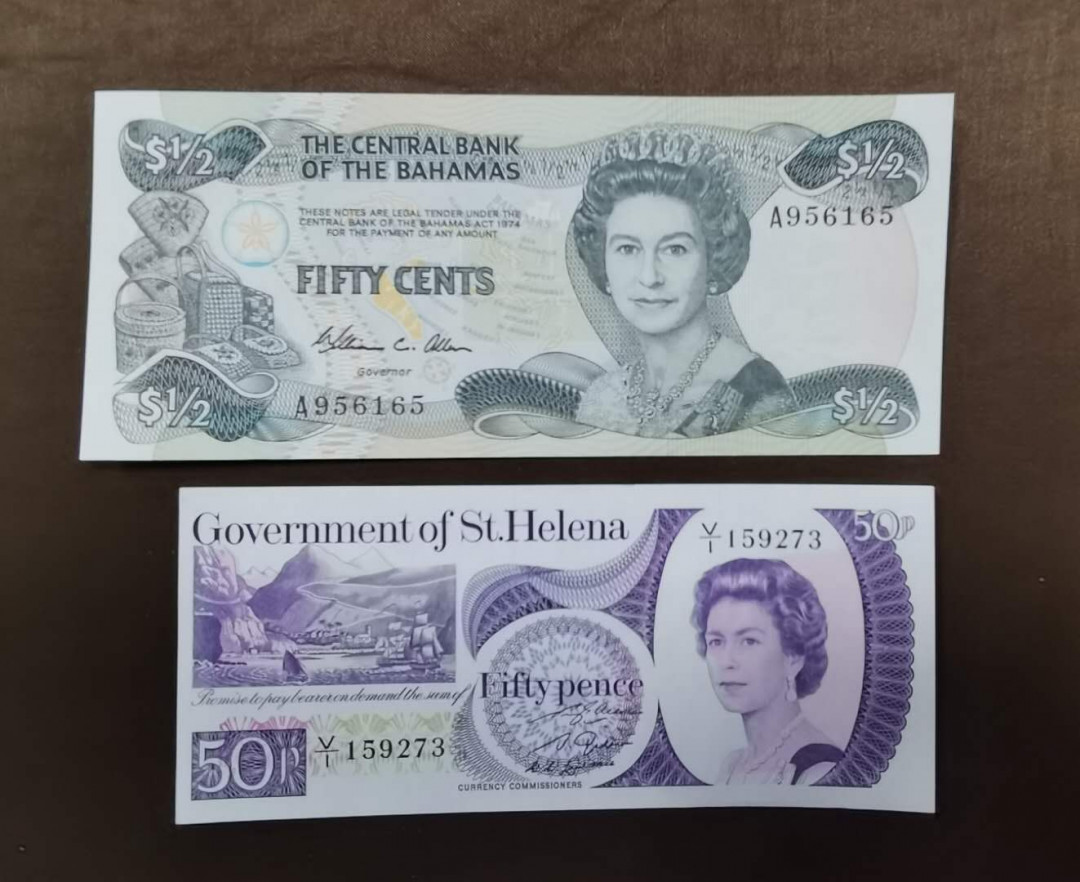 $1/2
THE CENTRAL BANK
OF THE BAHAMAS
$1/2
THESE NOTES ARE LEGAL TENDER UNDER THE
CENTRAL BANK OF THE BAHAMAS ACT 1974
FOR THE PAYMENT OF ANY AMOUNT
A956165
FIFTY CENTS
William C. Allen
Governor
$1/2
A956165
$1/2
Government of St.Helena
V/1 159273
50p
Promise to pay bearer on demand the sum of
Fifty pence
50p
V/1 159273
CURRENCY COMMISSIONERS